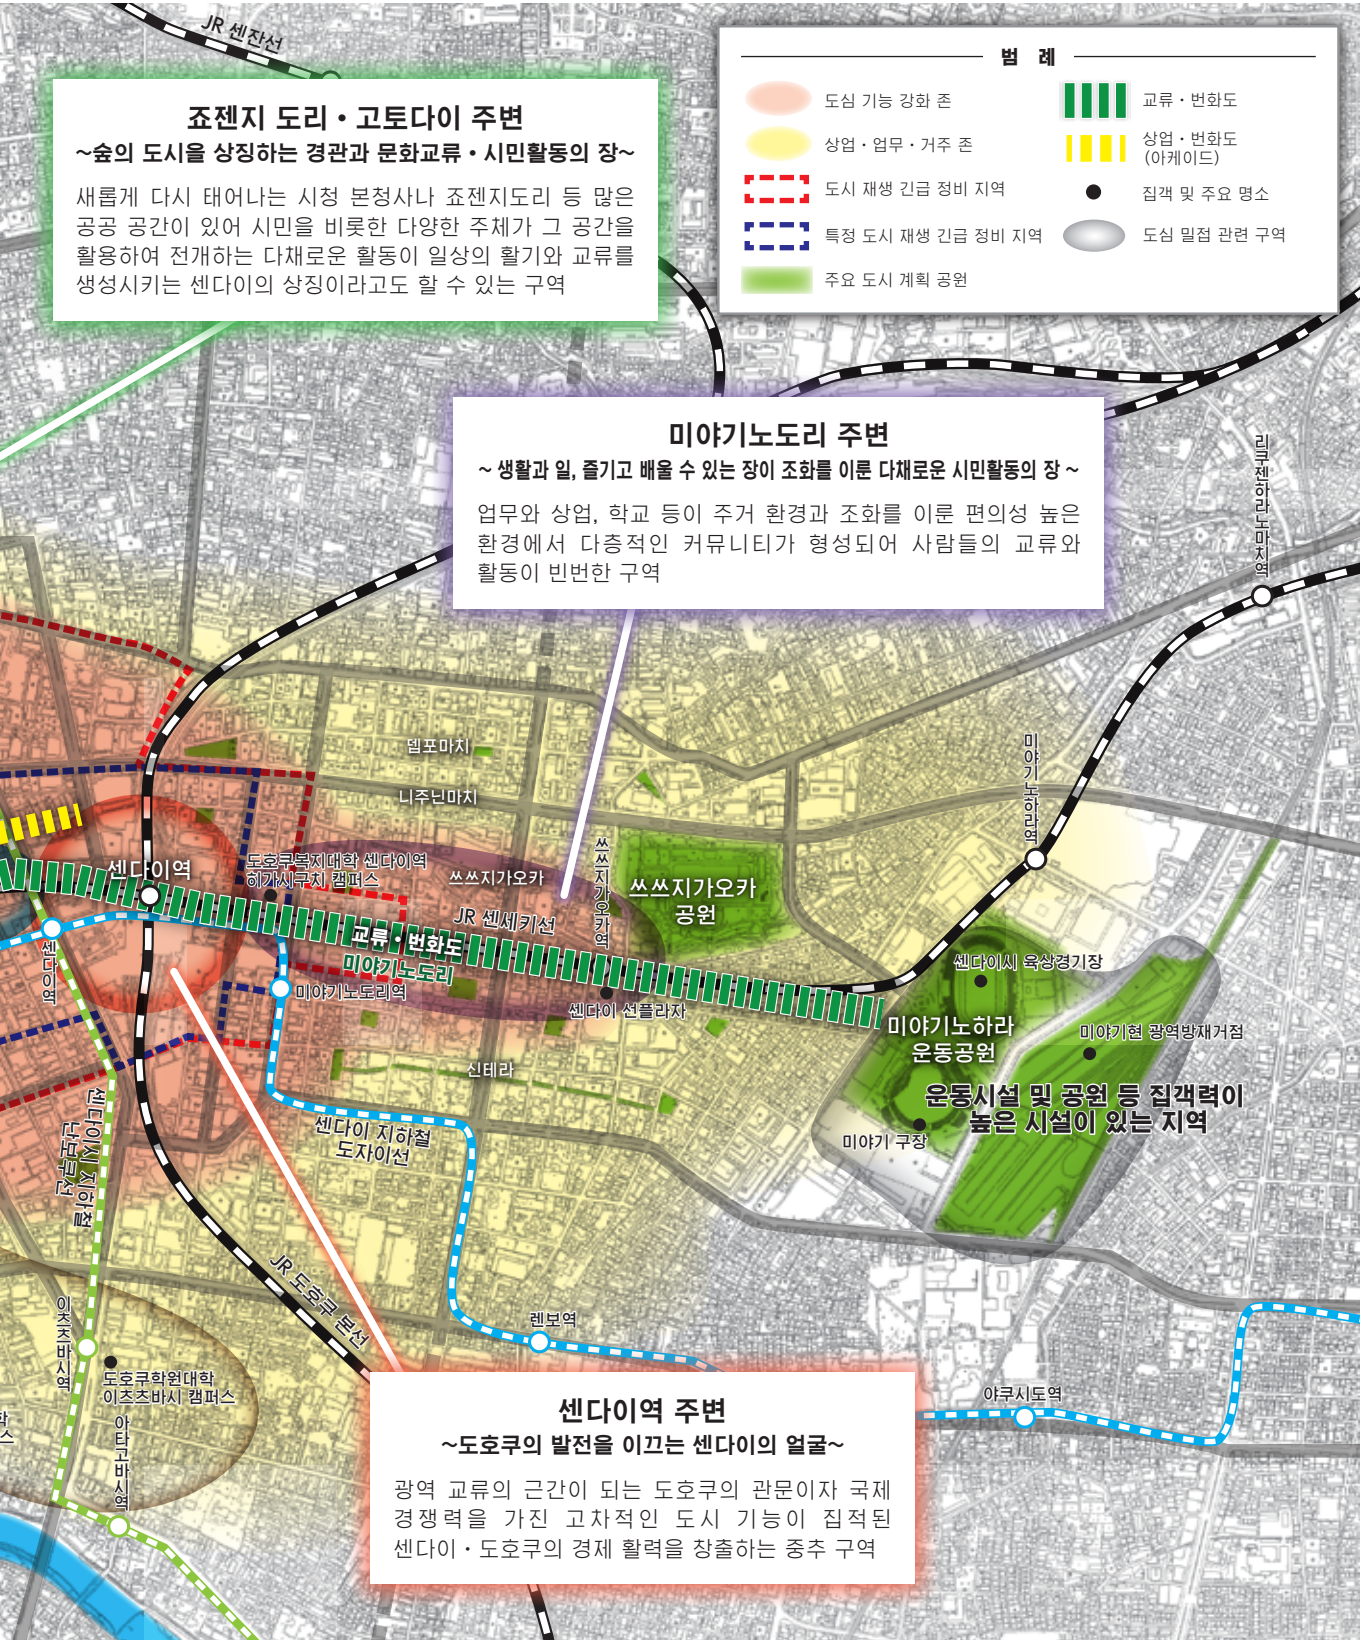 JR 센잔선
죠젠지 도리・고토다이 주변
~숲의 도시을 상징하는 경관과 문화교류・시민활동의 장~
새롭게 다시 태어나는 시청 본청사나 죠젠지도리 등 많은
공공 공간이 있어 시민을 비롯한 다양한 주체가 그 공간을
활용하여 전개하는 다채로운 활동이 일상의 활기와 교류를
생성시키는 센다이의 상징이라고도 할 수 있는 구역
범 례
도심 기능 강화 존
상업・업무・거주 존
도시 재생 긴급 정비 지역
특정 도시 재생 긴급 정비 지역
주요 도시 계획 공원
교류・번화도
상업・번화도
(아케이드)
집객 및 주요 명소
도심 밀접 관련 구역
미야기노도리 주변
~ 생활과 일, 즐기고 배울 수 있는 장이 조화를 이룬 다채로운 시민활동의 장 ~
업무와 상업, 학교 등이 주거 환경과 조화를 이룬 편의성 높은
환경에서 다층적인 커뮤니티가 형성되어 사람들의 교류와
활동이 빈번한 구역
리쿠젠하라노마치역
미야기노하라역
뎁포마치
니주닌마치
센다이역
도호쿠복지대학 센다이역
히가시구치 캠퍼스
쓰쓰지가오카
쓰쓰지가오카역
쓰쓰지가오카
공원
JR 센세키선
교류・번화도
미야기노도리
센다이역
미야기노도리역
센다이 선플라자
센다이시 육상경기장
미야기노하라
운동공원
미야기현 광역방재거점
운동시설 및 공원 등 집객력이
높은 시설이 있는 지역
미야기 구장
신테라
센다이 지하철
도자이선
센다이시 지하철
난보쿠선
JR 도호쿠 본선
렌보역
이츠츠바시역
도호쿠학원대학
이츠츠바시 캠퍼스
학
스
아타고바시역
야쿠시도역
센다이역 주변
~도호쿠의 발전을 이끄는 센다이의 얼굴~
광역 교류의 근간이 되는 도호쿠의 관문이자 국제
경쟁력을 가진 고차적인 도시 기능이 집적된
센다이・도호쿠의 경제 활력을 창출하는 중추 구역